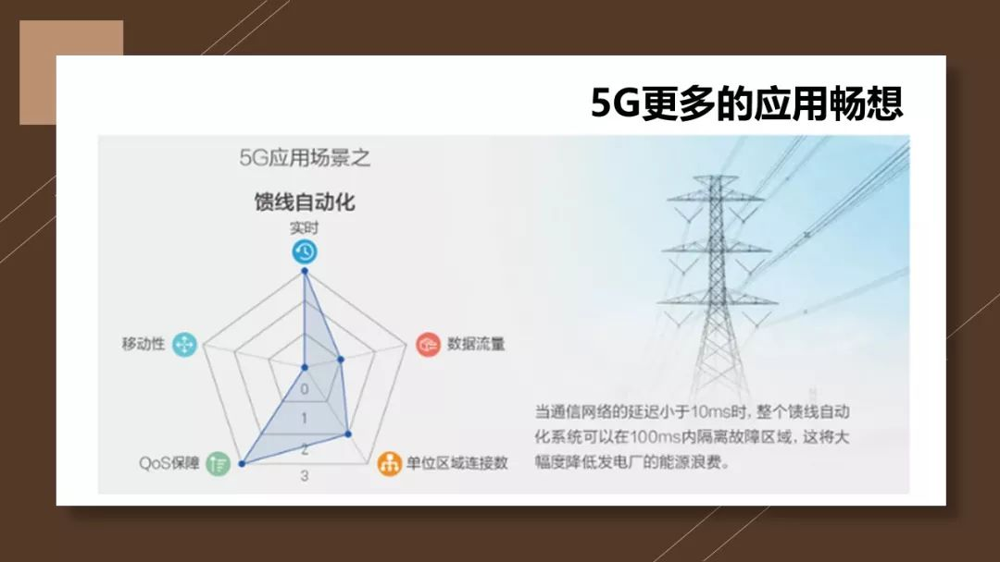 5G更多的应用畅想
5G应用场景之
馈线自动化
实时
移动性
数据流量
0
1
2
3
QoS保障
单位区域连接数
当通信网络的延迟小于10ms时, 整个馈线自动
化系统可以在100ms内隔离故障区域, 这将大
幅度降低发电厂的能源浪费。